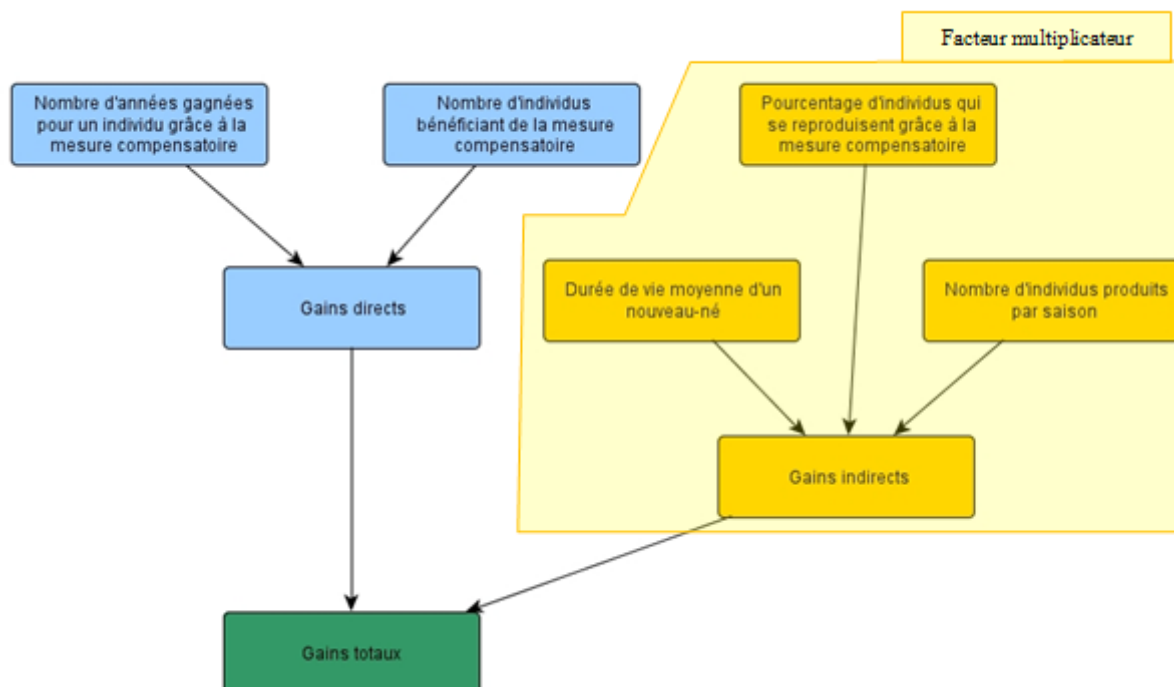 Facteur multiplicateur
Nombre d'années gagnées
pour un individu grâce à la
mesure compensatoire
Nombre d'individus
bénéficiant de la mesure
compensatoire
Pourcentage d'individus qui
se reproduisent grâce à la
mesure compensatoire
Gains directs
Durée de vie moyenne d'un
nouveau-né
Nombre d'individus produits
par saison
Gains indirects
Gains totaux